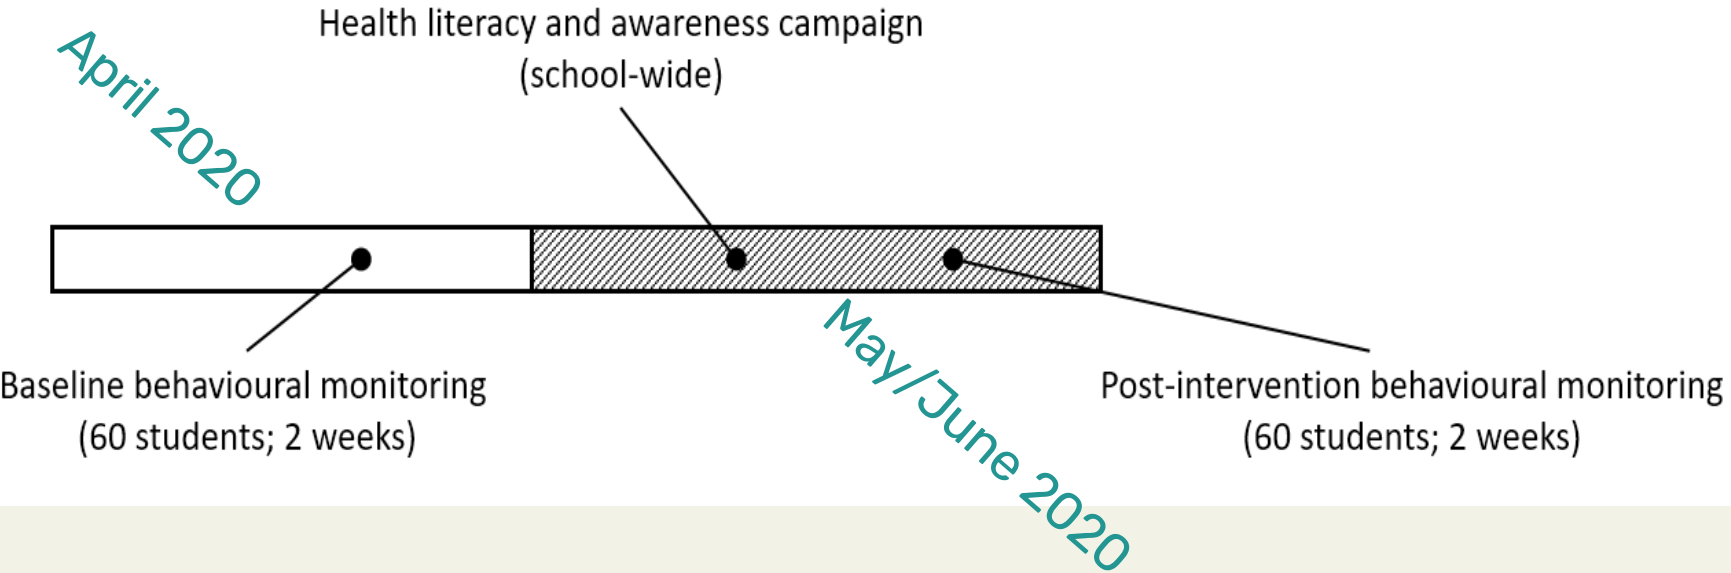 Health literacy and awareness campaign
(school-wide)
April 2020
Baseline behavioural monitoring
(60 students; 2 weeks)
May/June 2020
Post-intervention behavioural monitoring
(60 students; 2 weeks)